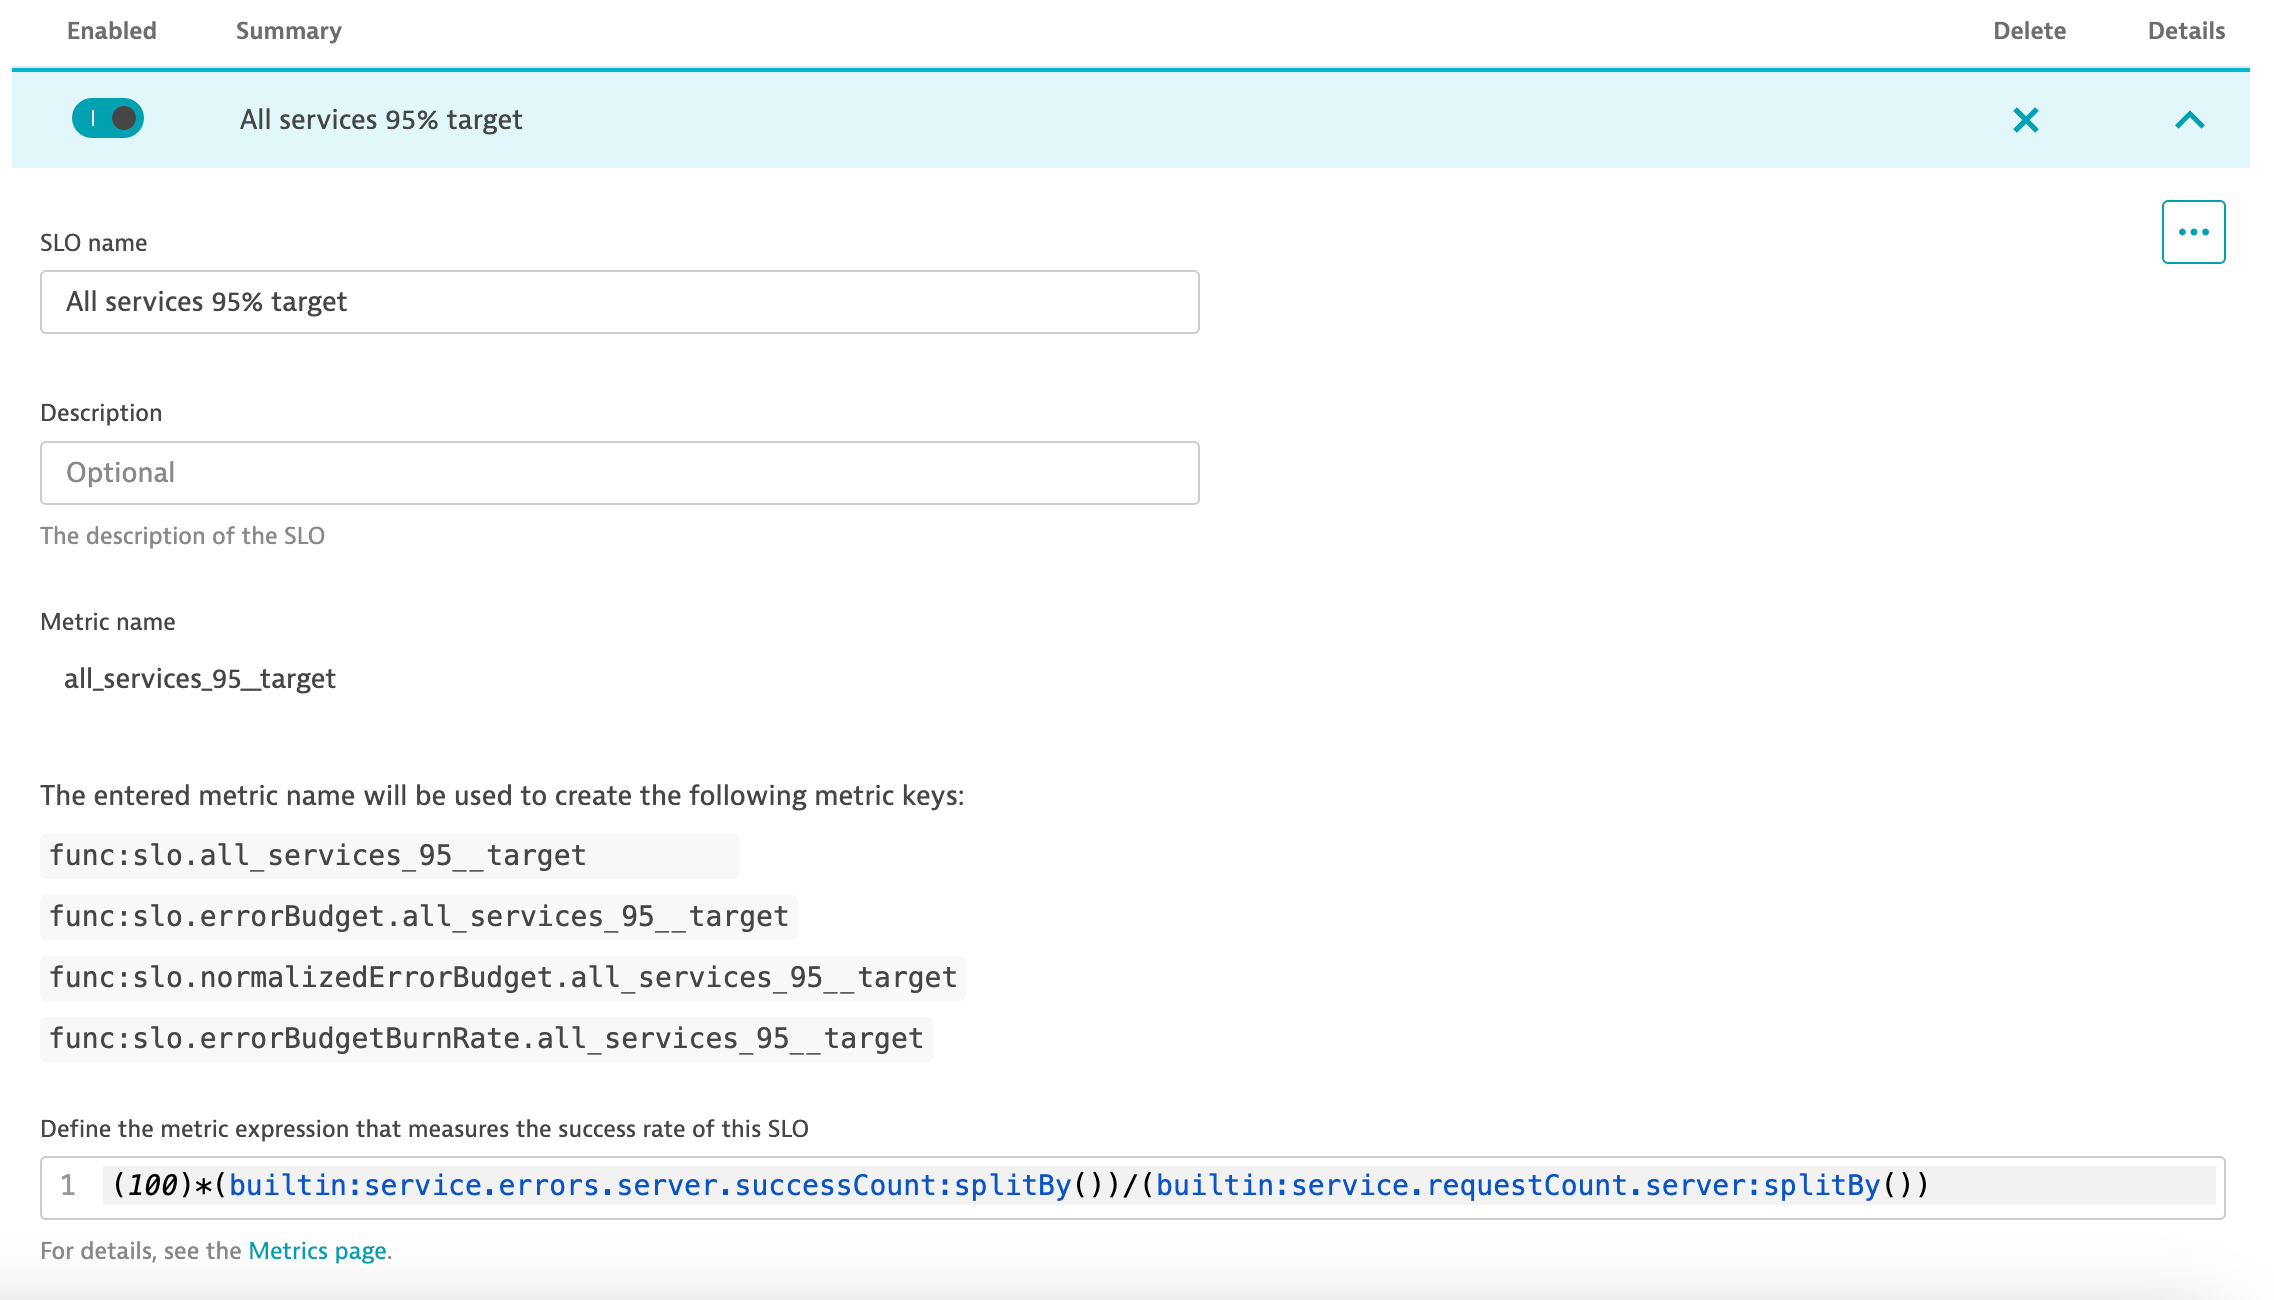 Enabled Summary Delete Details
All services 95% target
SLO name
All services 95% target
Description
Optional
The description of the SLO
Metric name
all_services_95__target
The entered metric name will be used to create the following metric keys:
func:slo.all_services_95__target
func:slo.errorBudget.all_services_95__target
func:slo.normalizedErrorBudget.all_services_95__target
func:slo.errorBudgetBurnRate.all_services_95__target
Define the metric expression that measures the success rate of this SLO
1 (100)*(builtin:service.errors.server.successCount:splitBy())/(builtin:service.requestCount.server:splitBy())
For details, see the Metrics page.